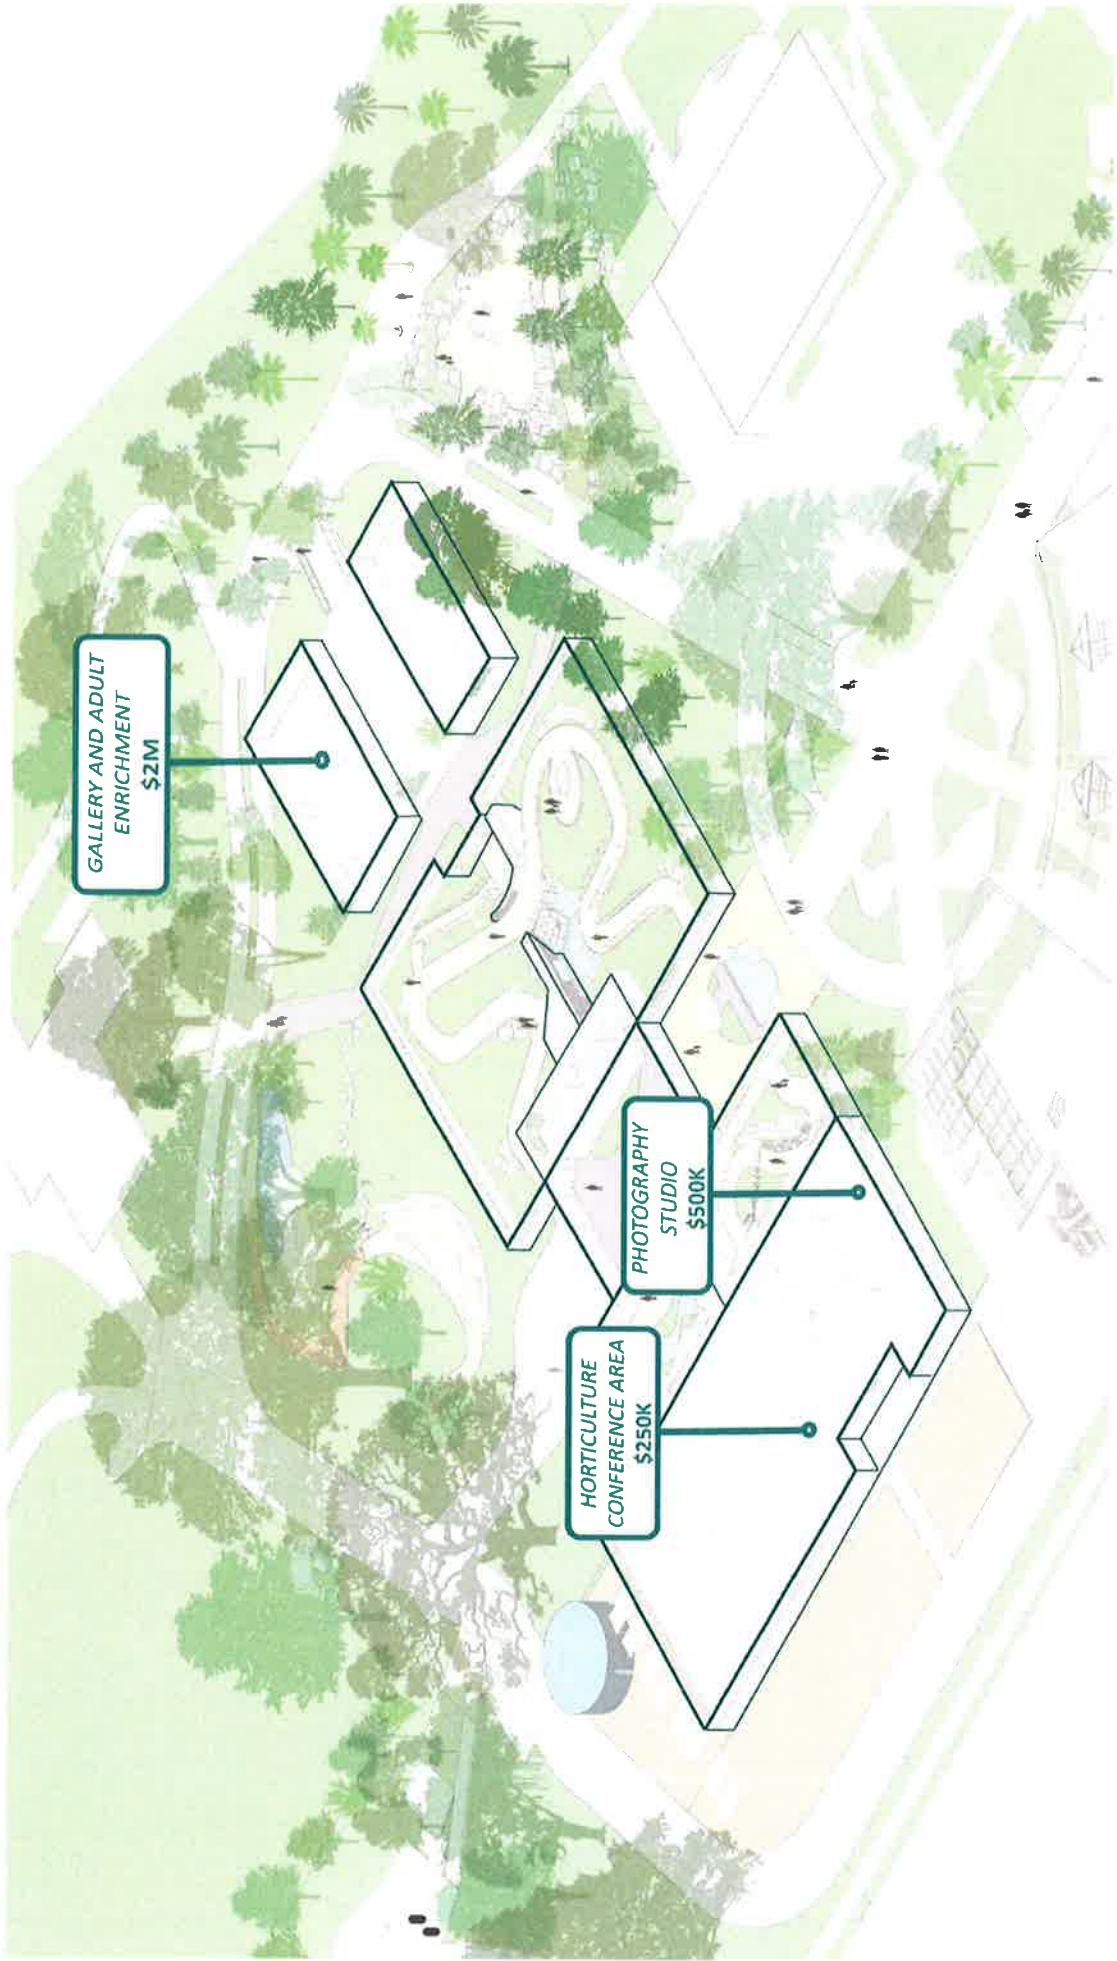 GALLERY AND ADULT
ENRICHMENT
$2M
HORTICULTURE
CONFERENCE AREA
$250K
PHOTOGRAPHY
STUDIO
$500K